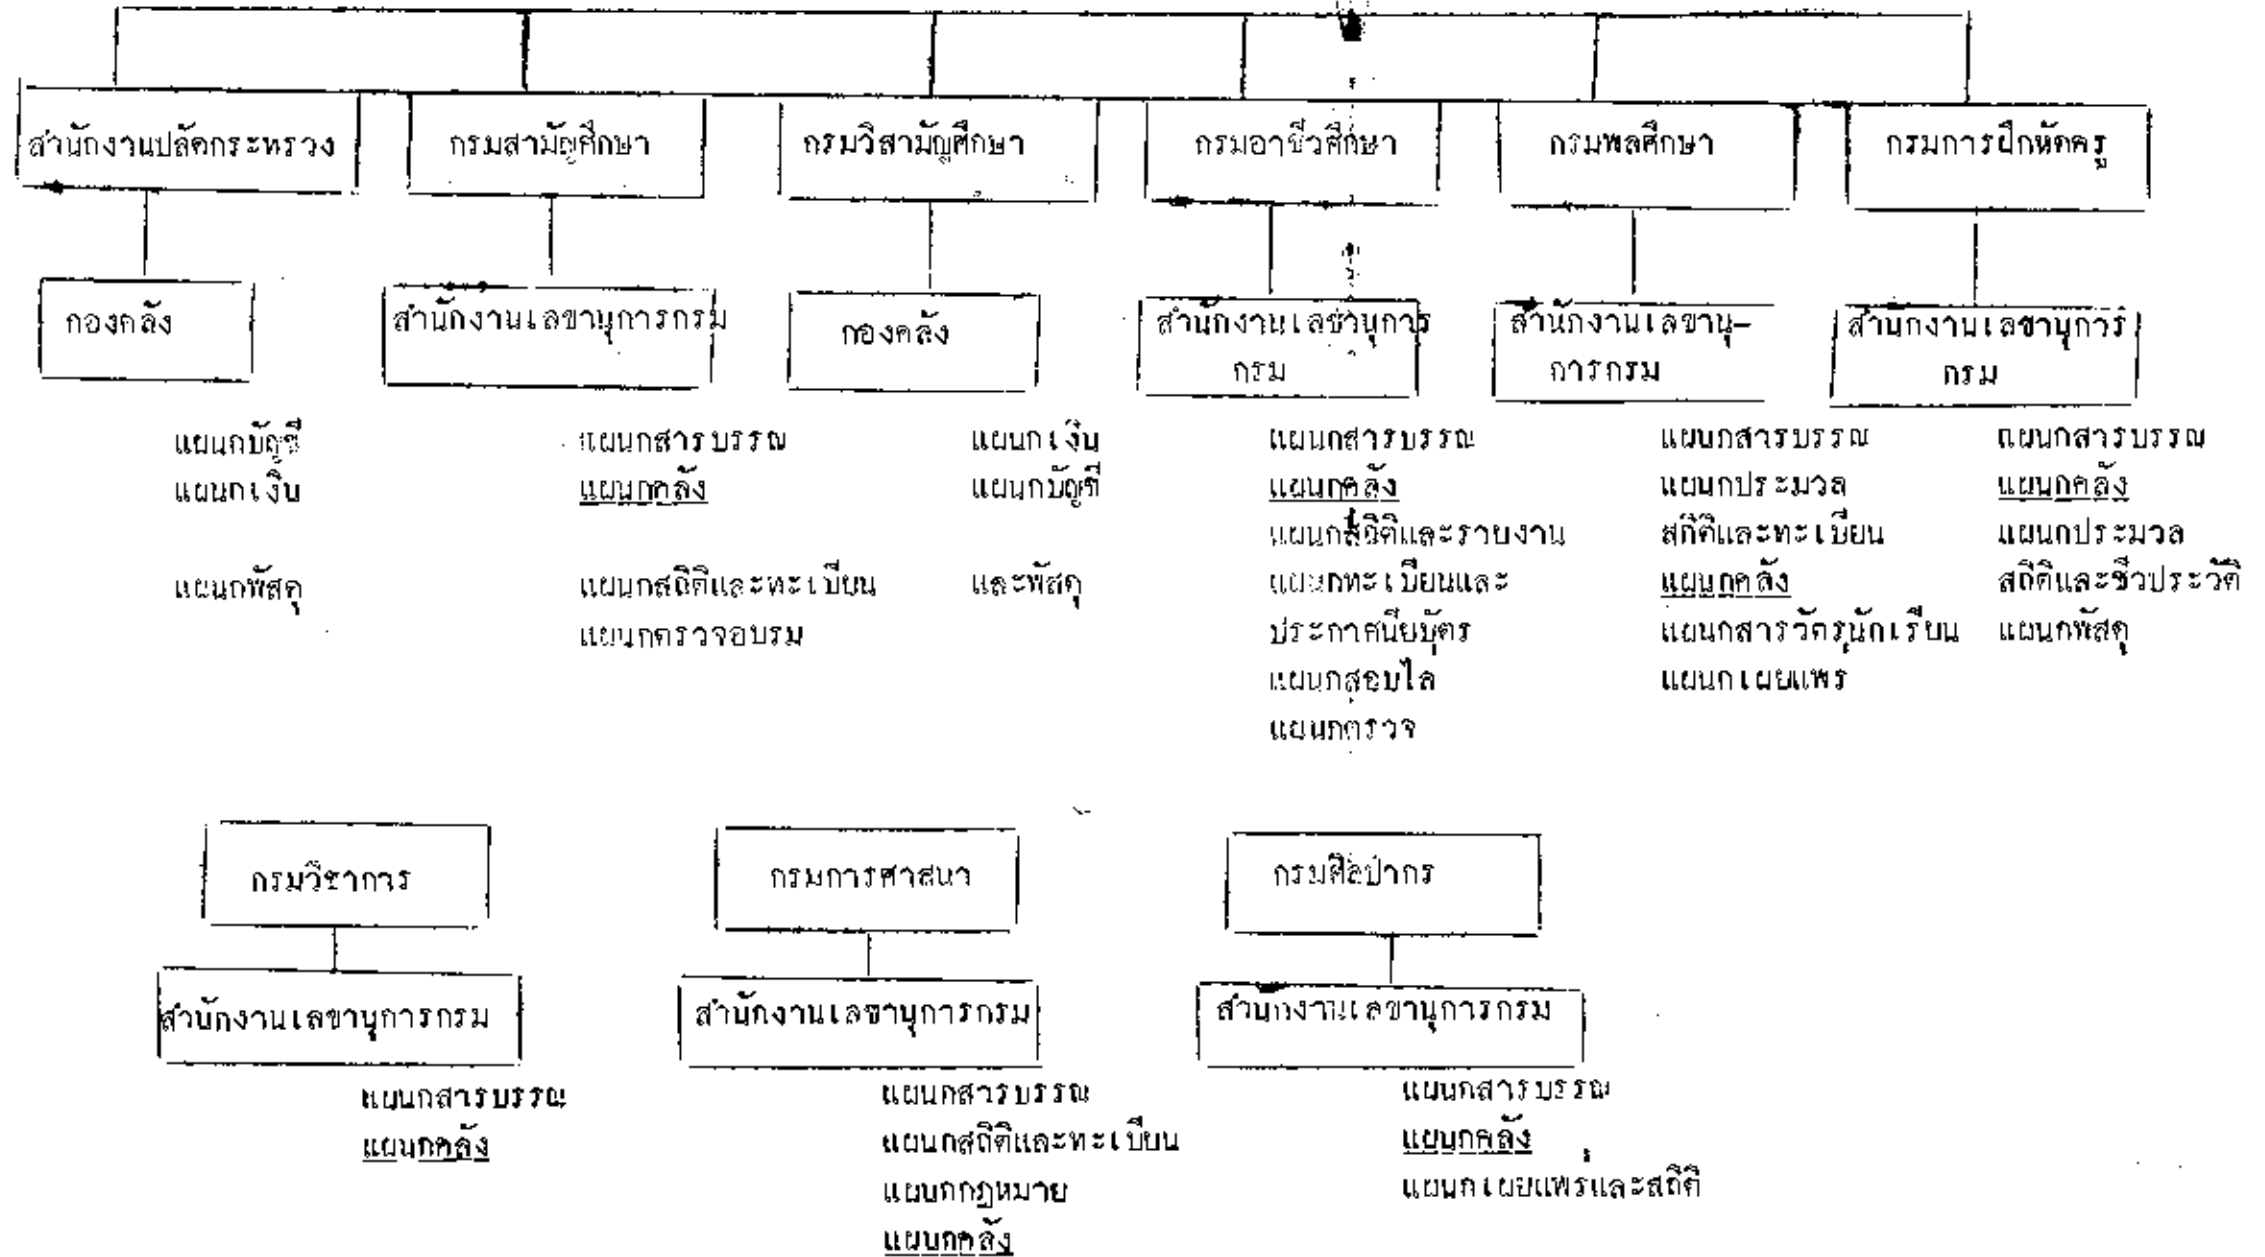 สำนักงานปลัดกระทรวง
กรมสามัญศึกษา
กรมวิสามัญศึกษา
กรมอาชีวศึกษา
กรมพลศึกษา
กรมการฝึกหัดครู
กองคลัง
สำนักงานเลขานุการกรม
กองคลัง
สำนักงานเลขานุการ
กรม
สำนักงานเลขานุ-
การกรม
สำนักงานเลขานุการ
กรม
แผนกบัญชี
แผนกเงิน
แผนกพัสดุ
แผนกสารบรรณ
แผนกคลัง
แผนกสถิติและทะเบียน
แผนกตรวจอบรม
แผนกเงิน
แผนกบัญชี
และพัสดุ
แผนกสารบรรณ
แผนกคลัง
แผนกสถิติและรายงาน
แผนกทะเบียนและ
ประกาศนียบัตร
แผนกสอบไล่
แผนกตรวจ
แผนกสารบรรณ
แผนกประมวล
สถิติและทะเบียน
แผนกคลัง
แผนกสารวัตรนักเรียน
แผนกเผยแพร่
แผนกสารบรรณ
แผนกคลัง
แผนกประมวล
สถิติและชีวประวัติ
แผนกพัสดุ
กรมวิชาการ
กรมการศาสนา
กรมศิลปากร
สำนักงานเลขานุการกรม
สำนักงานเลขานุการกรม
สำนักงานเลขานุการกรม
แผนกสารบรรณ
แผนกคลัง
แผนกสารบรรณ
แผนกสถิติและทะเบียน
แผนกกฎหมาย
แผนกคลัง
แผนกสารบรรณ
แผนกคลัง
แผนกเผยแพร่และสถิติ